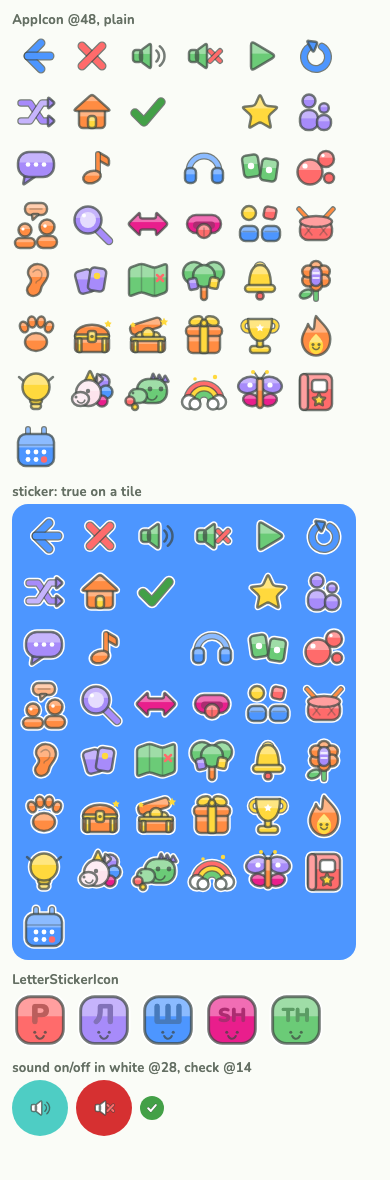 AppIcon @48, plain
sticker: true on a tile
LetterStickerIcon
Р Л Ш SH TH
sound on/off in white @28, check @14